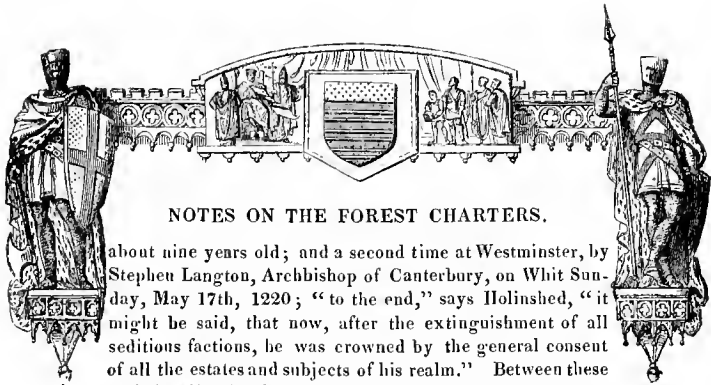 NOTES ON THE FOREST CHARTERS.
about nine years old; and a second time at Westminster, by
Stephen Langton, Archbishop of Canterbury, on Whit Sun-
day, May 17th, 1220; “to the end,” says Holinshed, “it
might be said, that now, after the extinguishment of all
seditious factions, he was crowned by the general consent
of all the estates and subjects of his realm.” Between these